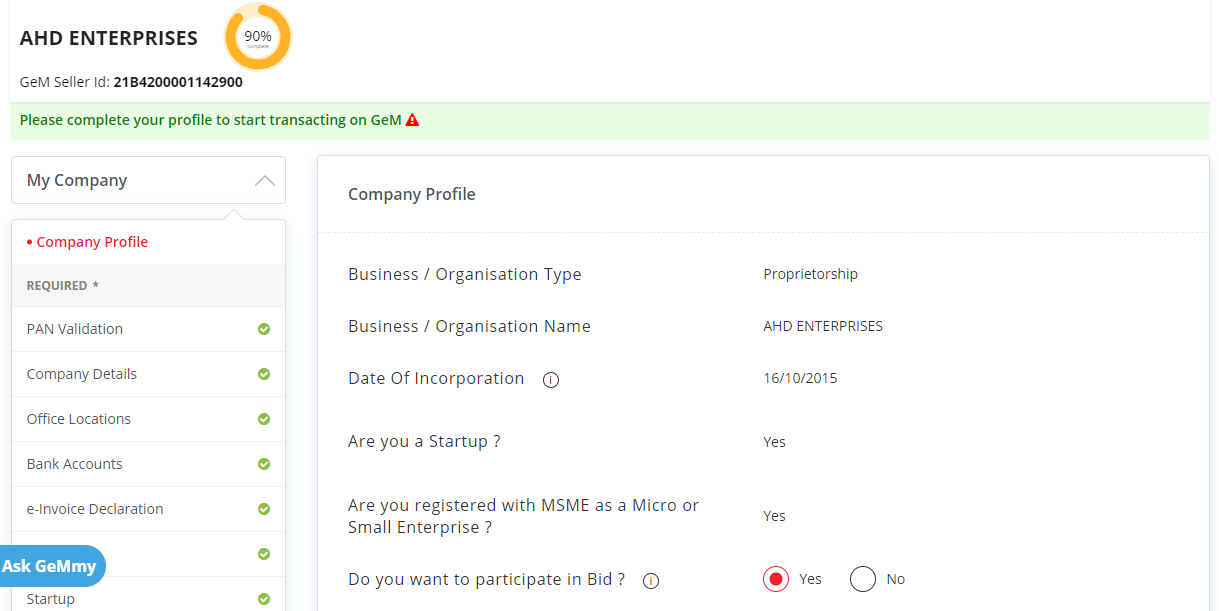 AHD ENTERPRISES
90%
complete
GeM Seller Id: 21B4200001142900
Please complete your profile to start transacting on GeM
My Company
• Company Profile
REQUIRED *
PAN Validation
Company Details
Office Locations
Bank Accounts
e-Invoice Declaration
Ask GeMmy
Startup
Company Profile
Business / Organisation Type
Proprietorship
Business / Organisation Name
AHD ENTERPRISES
Date Of Incorporation
16/10/2015
Are you a Startup ?
Yes
Are you registered with MSME as a Micro or
Small Enterprise ?
Yes
Do you want to participate in Bid ?
Yes
No